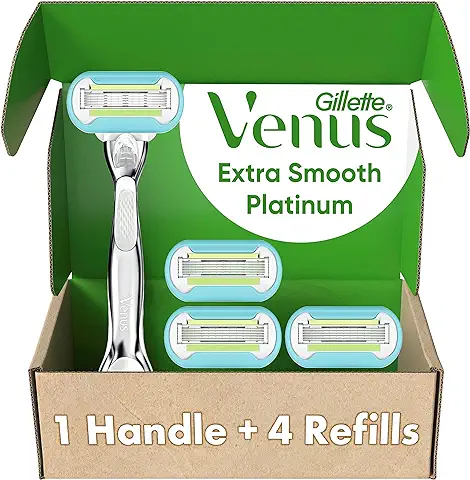 Gillette®
Venus
Extra Smooth
Platinum
Venus
1 Handle + 4 Refills